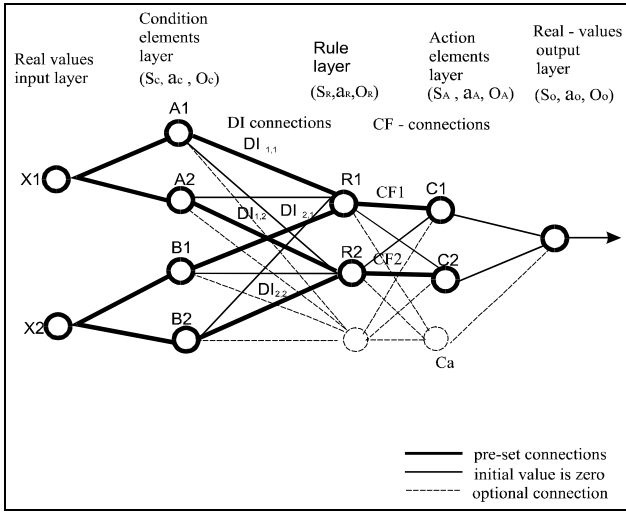 Real values
input layer
Condition
elements
layer
(Sc, ac , Oc)
Rule
layer
(SR,aR,OR)
Action
elements
layer
(SA , aA, OA)
Real - values
output
layer
(So, ao, Oo)
DI connections
CF - connections
A1
DI 1,1
X1
A2
DI1,2
DI 2,1
R1
CF1
C1
B1
R2
CF2
C2
DI2,2
X2
B2
Ca
pre-set connections
initial value is zero
optional connection